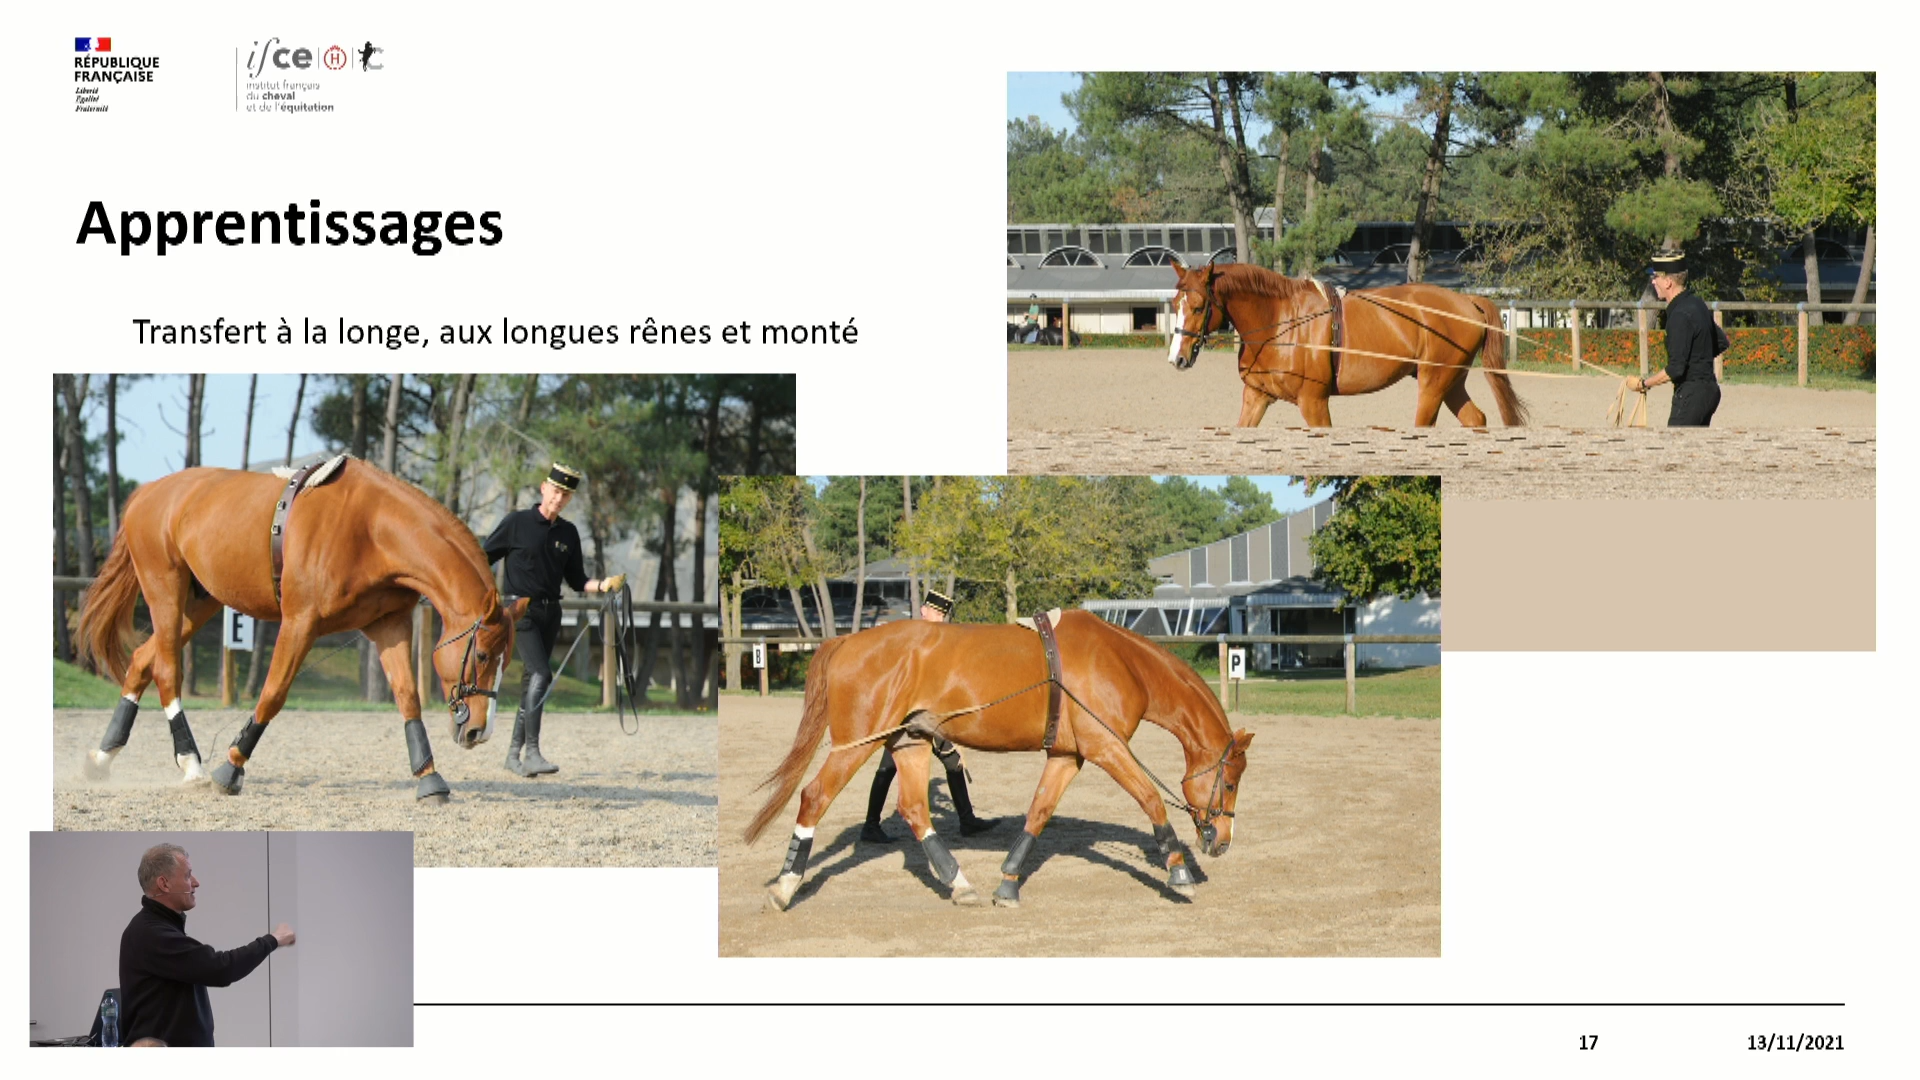 RÉPUBLIQUE
FRANÇAISE
Liberté
Égalité
Fraternité
ifce H
institut français
du cheval
et de l'équitation
Apprentissages
Transfert à la longe, aux longues rênes et monté
E
B
P
17
13/11/2021